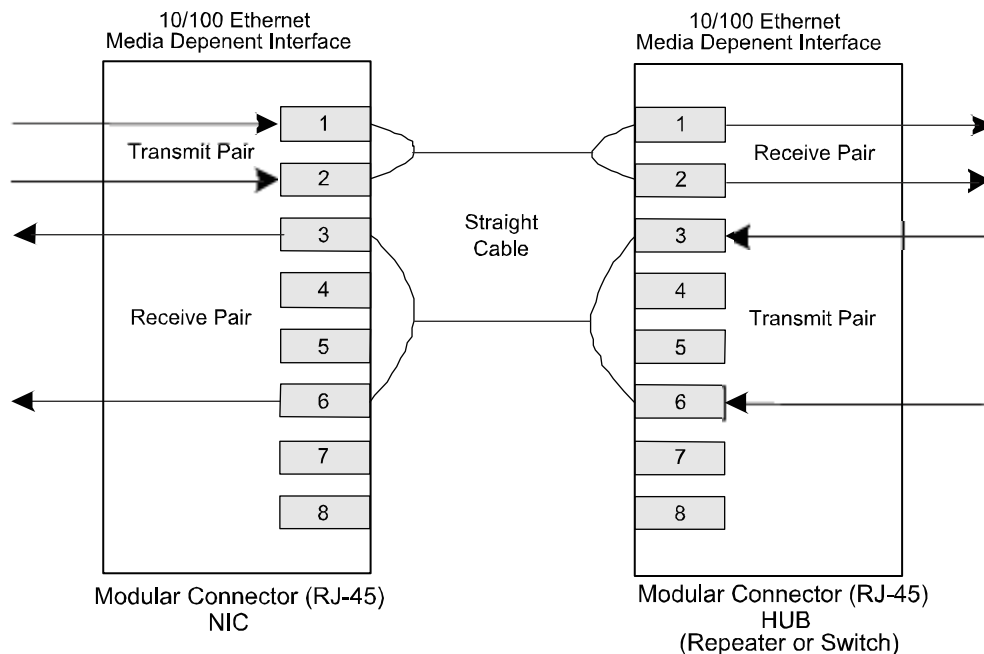 10/100 Ethernet
Media Depenent Interface
10/100 Ethernet
Media Depenent Interface
1
Transmit Pair
2
3
4
Receive Pair
5
6
7
8
Straight
Cable
1
Receive Pair
2
3
4
Transmit Pair
5
6
7
8
Modular Connector (RJ-45)
NIC
Modular Connector (RJ-45)
HUB
(Repeater or Switch)